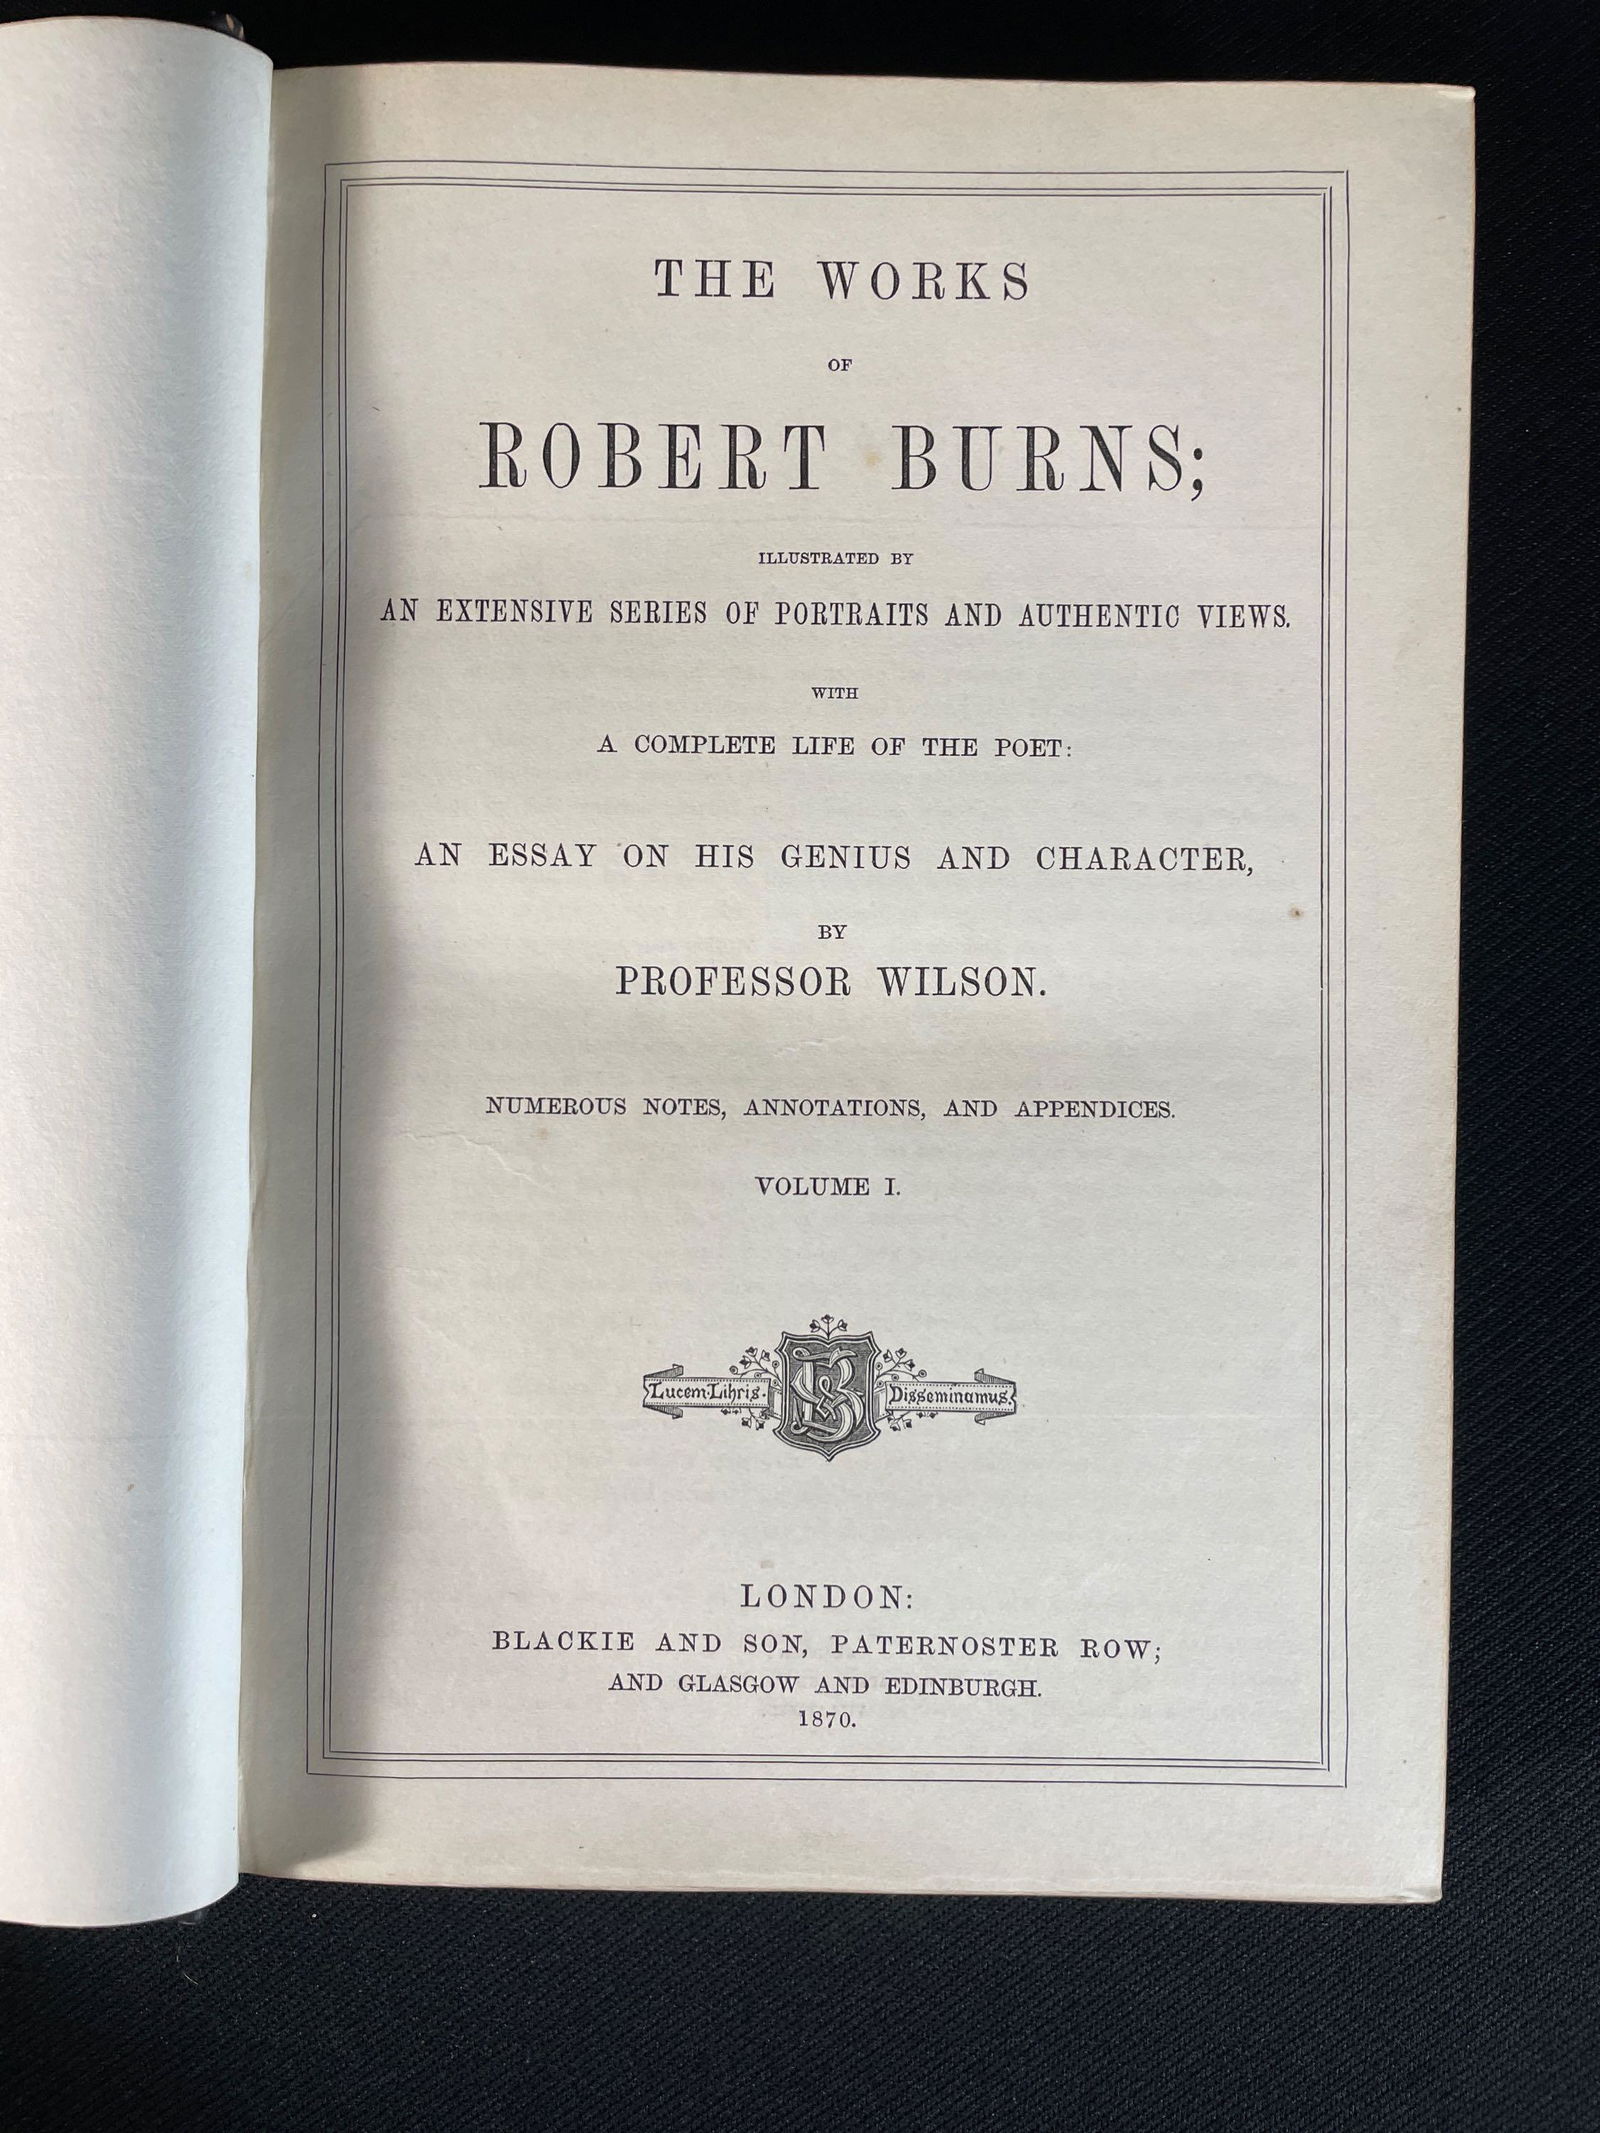 THE WORKS
OF
ROBERT BURNS;
ILLUSTRATED BY
AN EXTENSIVE SERIES OF PORTRAITS AND AUTHENTIC VIEWS.
WITH
A COMPLETE LIFE OF THE POET:
AN ESSAY ON HIS GENIUS AND CHARACTER,
BY
PROFESSOR WILSON.
NUMEROUS NOTES, ANNOTATIONS, AND APPENDICES.
VOLUME I.
Lucem·Libris· B&S Disseminamus.
LONDON:
BLACKIE AND SON, PATERNOSTER ROW;
AND GLASGOW AND EDINBURGH.
1870.